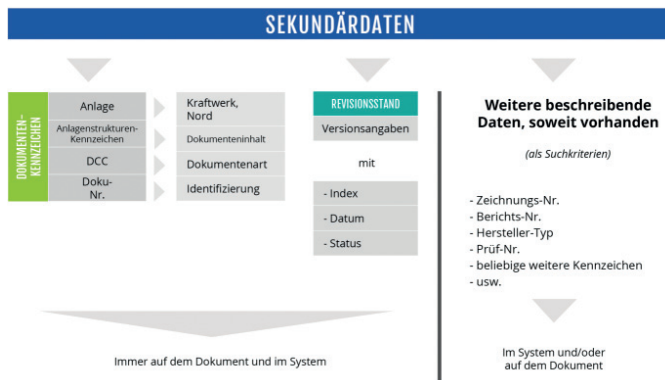 SEKUNDÄRDATEN
DOKUMENTEN-
KENNZEICHEN
Anlage
Kraftwerk,
Nord
Anlagenstrukturen-
Kennzeichen
Dokumenteninhalt
DCC
Dokumentenart
Doku-
Nr.
Identifizierung
REVISIONSSTAND
Versionsangaben
mit
- Index
- Datum
- Status
Immer auf dem Dokument und im System
Weitere beschreibende
Daten, soweit vorhanden
(als Suchkriterien)
- Zeichnungs-Nr.
- Berichts-Nr.
- Hersteller-Typ
- Prüf-Nr.
- beliebige weitere Kennzeichen
- usw.
Im System und/oder
auf dem Dokument